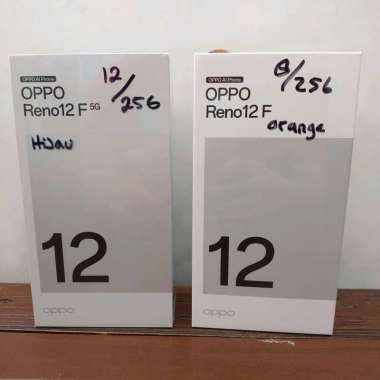 OPPO AI Phone
OPPO
Reno12 F 5G
12/256
Hijau
12
oppo
OPPO AI Phone
OPPO
Reno12 F
8/256
orange
12
oppo